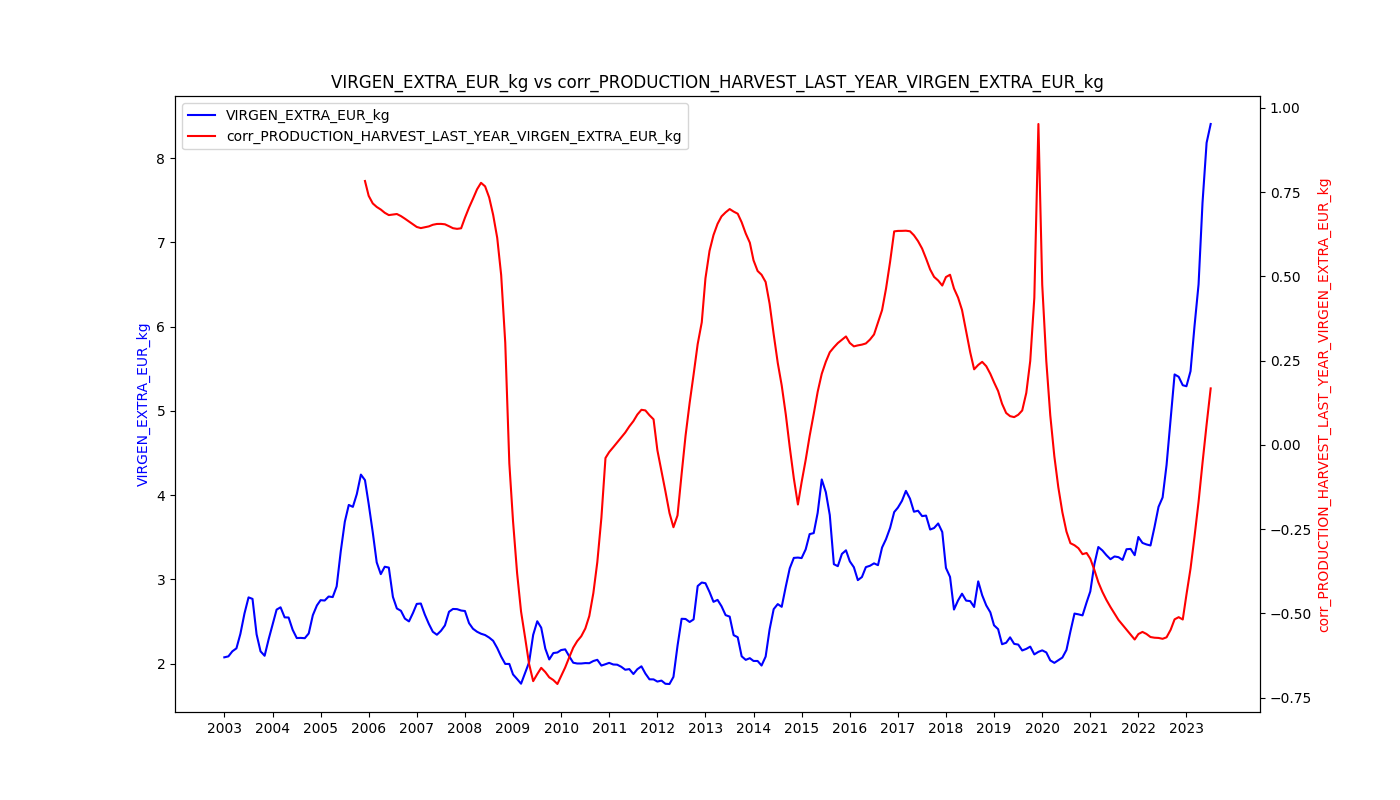 VIRGEN_EXTRA_EUR_kg vs corr_PRODUCTION_HARVEST_LAST_YEAR_VIRGEN_EXTRA_EUR_kg
VIRGEN_EXTRA_EUR_kg
corr_PRODUCTION_HARVEST_LAST_YEAR_VIRGEN_EXTRA_EUR_kg
VIRGEN_EXTRA_EUR_kg
8
7
6
5
4
3
2
1.00
0.75
0.50
0.25
0.00
−0.25
−0.50
−0.75
corr_PRODUCTION_HARVEST_LAST_YEAR_VIRGEN_EXTRA_EUR_kg
2003 2004 2005 2006 2007 2008 2009 2010 2011 2012 2013 2014 2015 2016 2017 2018 2019 2020 2021 2022 2023